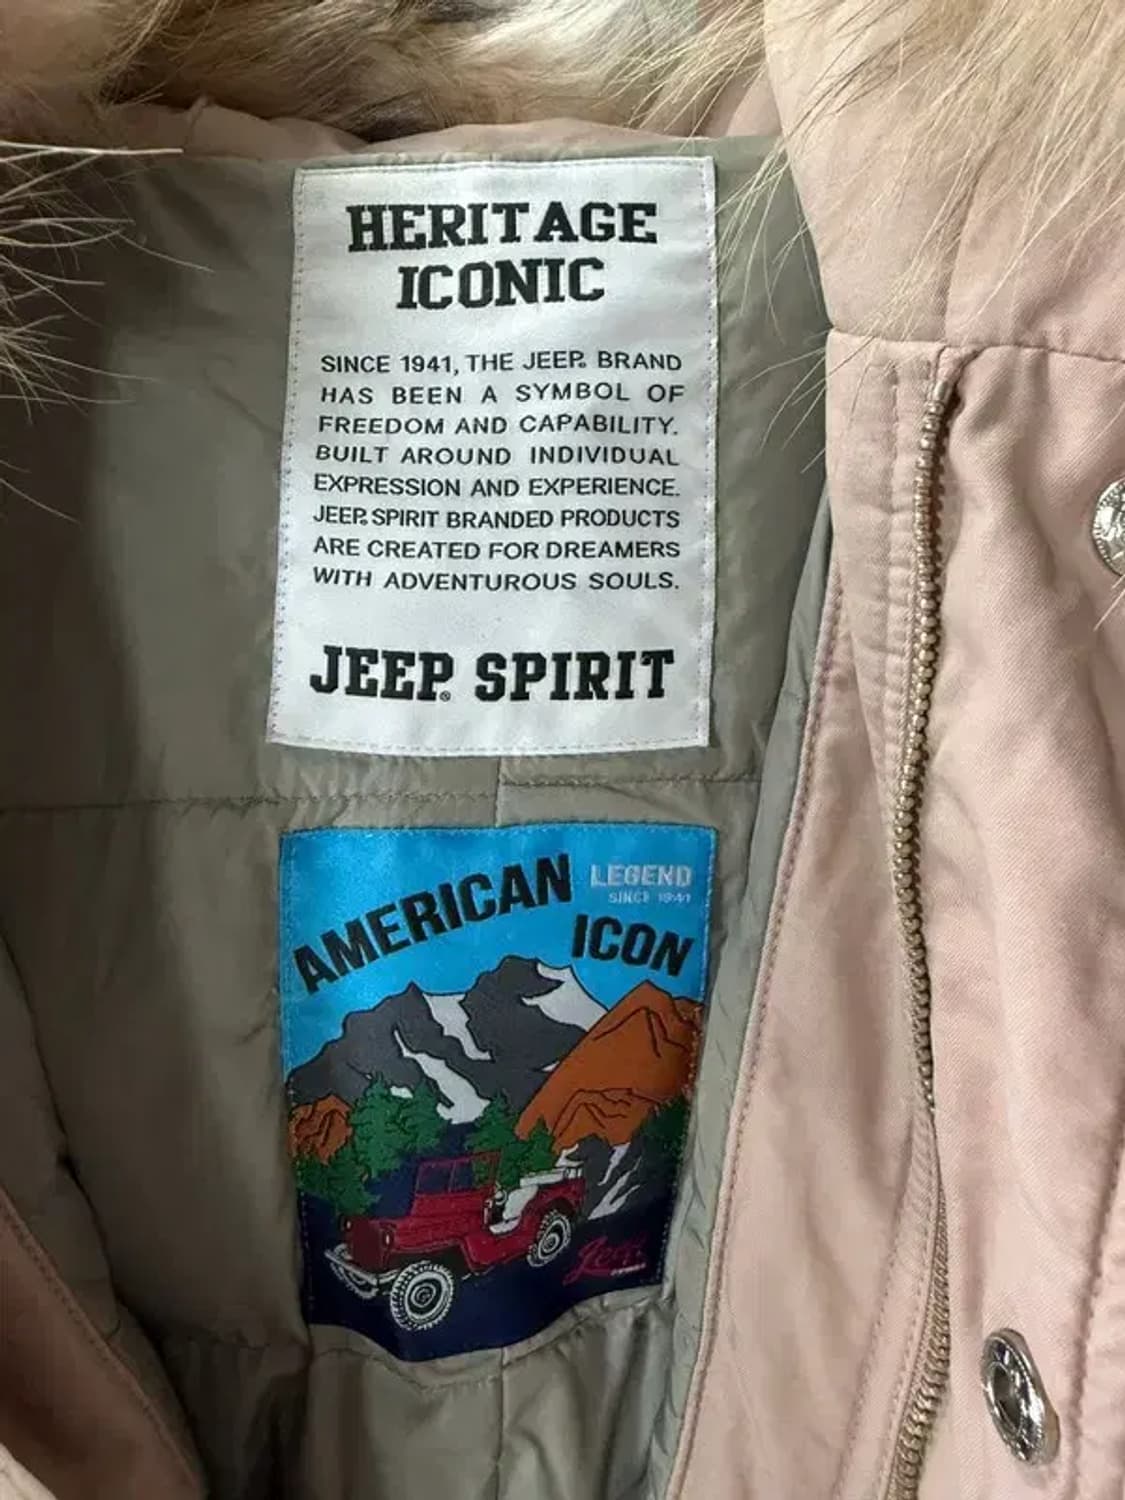 HERITAGE
ICONIC
SINCE 1941, THE JEEP® BRAND
HAS BEEN A SYMBOL OF
FREEDOM AND CAPABILITY.
BUILT AROUND INDIVIDUAL
EXPRESSION AND EXPERIENCE.
JEEP® SPIRIT BRANDED PRODUCTS
ARE CREATED FOR DREAMERS
WITH ADVENTUROUS SOULS.
JEEP® SPIRIT
AMERICAN
LEGEND
SINCE 1941
ICON
Jeep